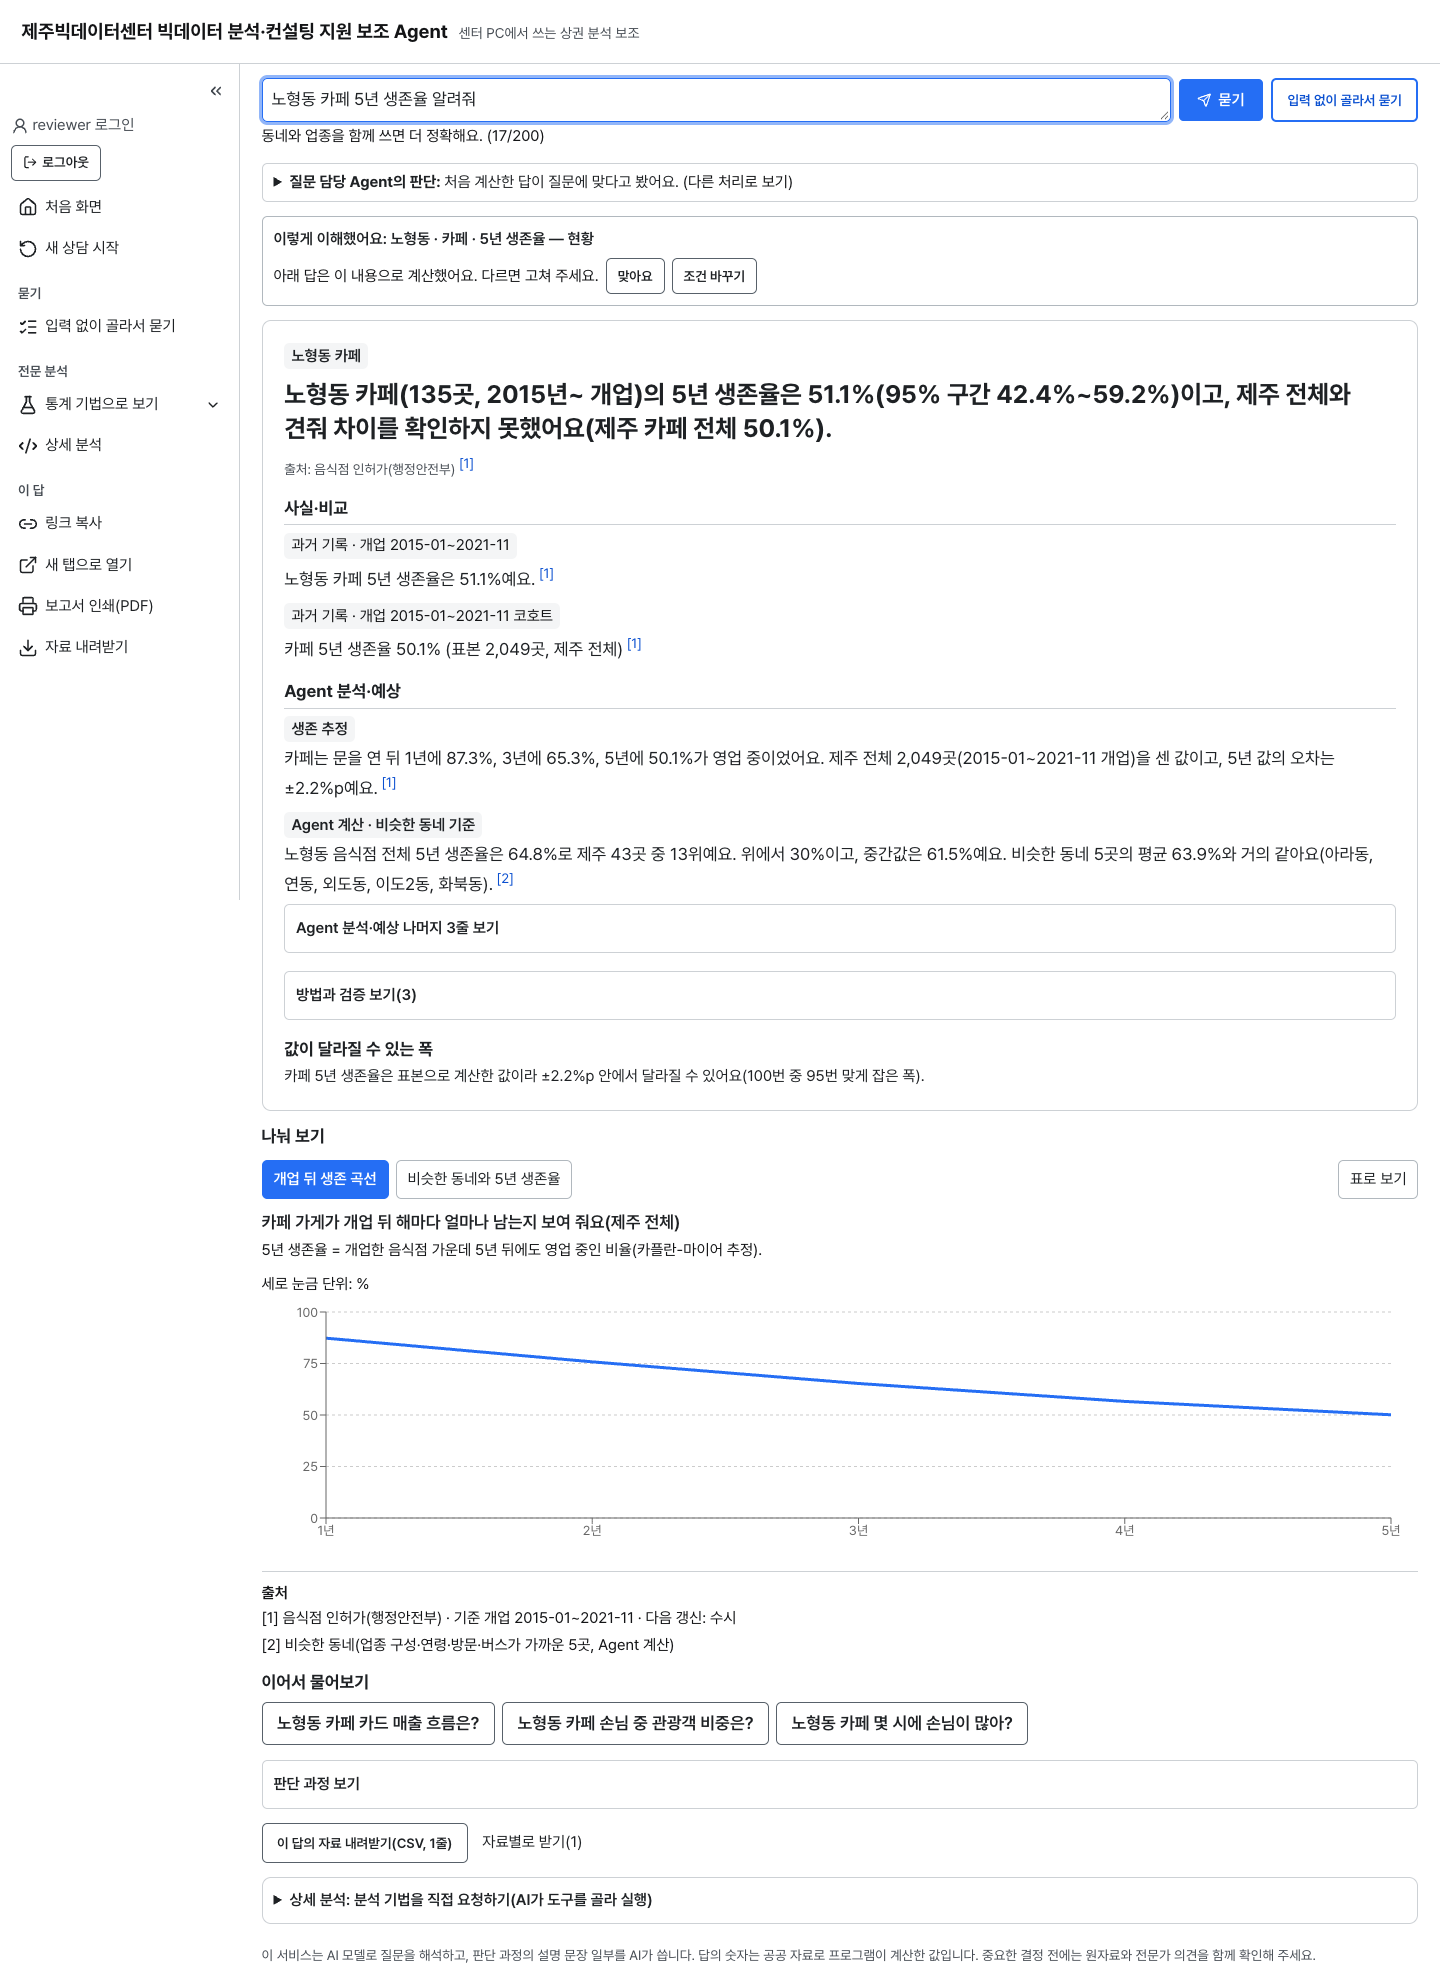 제주빅데이터센터 빅데이터 분석·컨설팅 지원 보조 Agent 센터 PC에서 쓰는 상권 분석 보조
«
reviewer 로그인
로그아웃
처음 화면
새 상담 시작
묻기
입력 없이 골라서 묻기
전문 분석
통계 기법으로 보기
상세 분석
이 답
링크 복사
새 탭으로 열기
보고서 인쇄(PDF)
자료 내려받기
노형동 카페 5년 생존율 알려줘
묻기
입력 없이 골라서 묻기
동네와 업종을 함께 쓰면 더 정확해요. (17/200)
▶ 질문 담당 Agent의 판단: 처음 계산한 답이 질문에 맞다고 봤어요. (다른 처리로 보기)
이렇게 이해했어요: 노형동 · 카페 · 5년 생존율 — 현황
아래 답은 이 내용으로 계산했어요. 다르면 고쳐 주세요. 맞아요 조건 바꾸기
노형동 카페
노형동 카페(135곳, 2015년~ 개업)의 5년 생존율은 51.1%(95% 구간 42.4%~59.2%)이고, 제주 전체와
견줘 차이를 확인하지 못했어요(제주 카페 전체 50.1%).
출처: 음식점 인허가(행정안전부) [1]
사실·비교
과거 기록 · 개업 2015-01~2021-11
노형동 카페 5년 생존율은 51.1%예요. [1]
과거 기록 · 개업 2015-01~2021-11 코호트
카페 5년 생존율 50.1% (표본 2,049곳, 제주 전체) [1]
Agent 분석·예상
생존 추정
카페는 문을 연 뒤 1년에 87.3%, 3년에 65.3%, 5년에 50.1%가 영업 중이었어요. 제주 전체 2,049곳(2015-01~2021-11 개업)을 센 값이고, 5년 값의 오차는
±2.2%p예요. [1]
Agent 계산 · 비슷한 동네 기준
노형동 음식점 전체 5년 생존율은 64.8%로 제주 43곳 중 13위예요. 위에서 30%이고, 중간값은 61.5%예요. 비슷한 동네 5곳의 평균 63.9%와 거의 같아요(아라동,
연동, 외도동, 이도2동, 화북동). [2]
Agent 분석·예상 나머지 3줄 보기
방법과 검증 보기(3)
값이 달라질 수 있는 폭
카페 5년 생존율은 표본으로 계산한 값이라 ±2.2%p 안에서 달라질 수 있어요(100번 중 95번 맞게 잡은 폭).
나눠 보기
개업 뒤 생존 곡선 비슷한 동네와 5년 생존율 표로 보기
카페 가게가 개업 뒤 해마다 얼마나 남는지 보여 줘요(제주 전체)
5년 생존율 = 개업한 음식점 가운데 5년 뒤에도 영업 중인 비율(카플란-마이어 추정).
세로 눈금 단위: %
100
75
50
25
0
1년 2년 3년 4년 5년
출처
[1] 음식점 인허가(행정안전부) · 기준 개업 2015-01~2021-11 · 다음 갱신: 수시
[2] 비슷한 동네(업종 구성·연령·방문·버스가 가까운 5곳, Agent 계산)
이어서 물어보기
노형동 카페 카드 매출 흐름은? 노형동 카페 손님 중 관광객 비중은? 노형동 카페 몇 시에 손님이 많아?
판단 과정 보기
이 답의 자료 내려받기(CSV, 1줄) 자료별로 받기(1)
▶ 상세 분석: 분석 기법을 직접 요청하기(AI가 도구를 골라 실행)
이 서비스는 AI 모델로 질문을 해석하고, 판단 과정의 설명 문장 일부를 AI가 씁니다. 답의 숫자는 공공 자료로 프로그램이 계산한 값입니다. 중요한 결정 전에는 원자료와 전문가 의견을 함께 확인해 주세요.